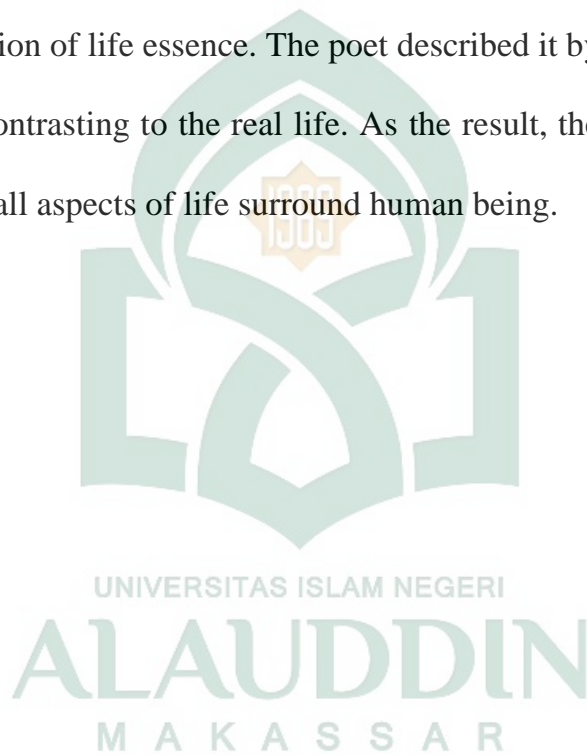 ion of life essence. The poet described it by
ontrasting to the real life. As the result, the
all aspects of life surround human being.
UNIVERSITAS ISLAM NEGERI
ALAUDDIN
MAKASSAR